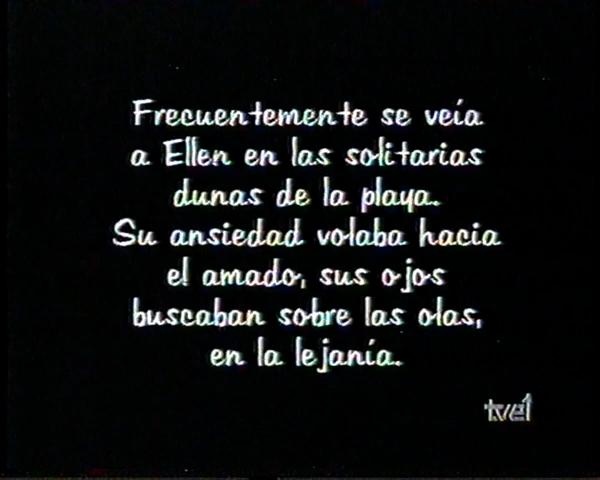 Frecuentemente se veía
a Ellen en las solitarias
dunas de la playa.
Su ansiedad volaba hacia
el amado, sus ojos
buscaban sobre las olas,
en la lejanía.
tve1